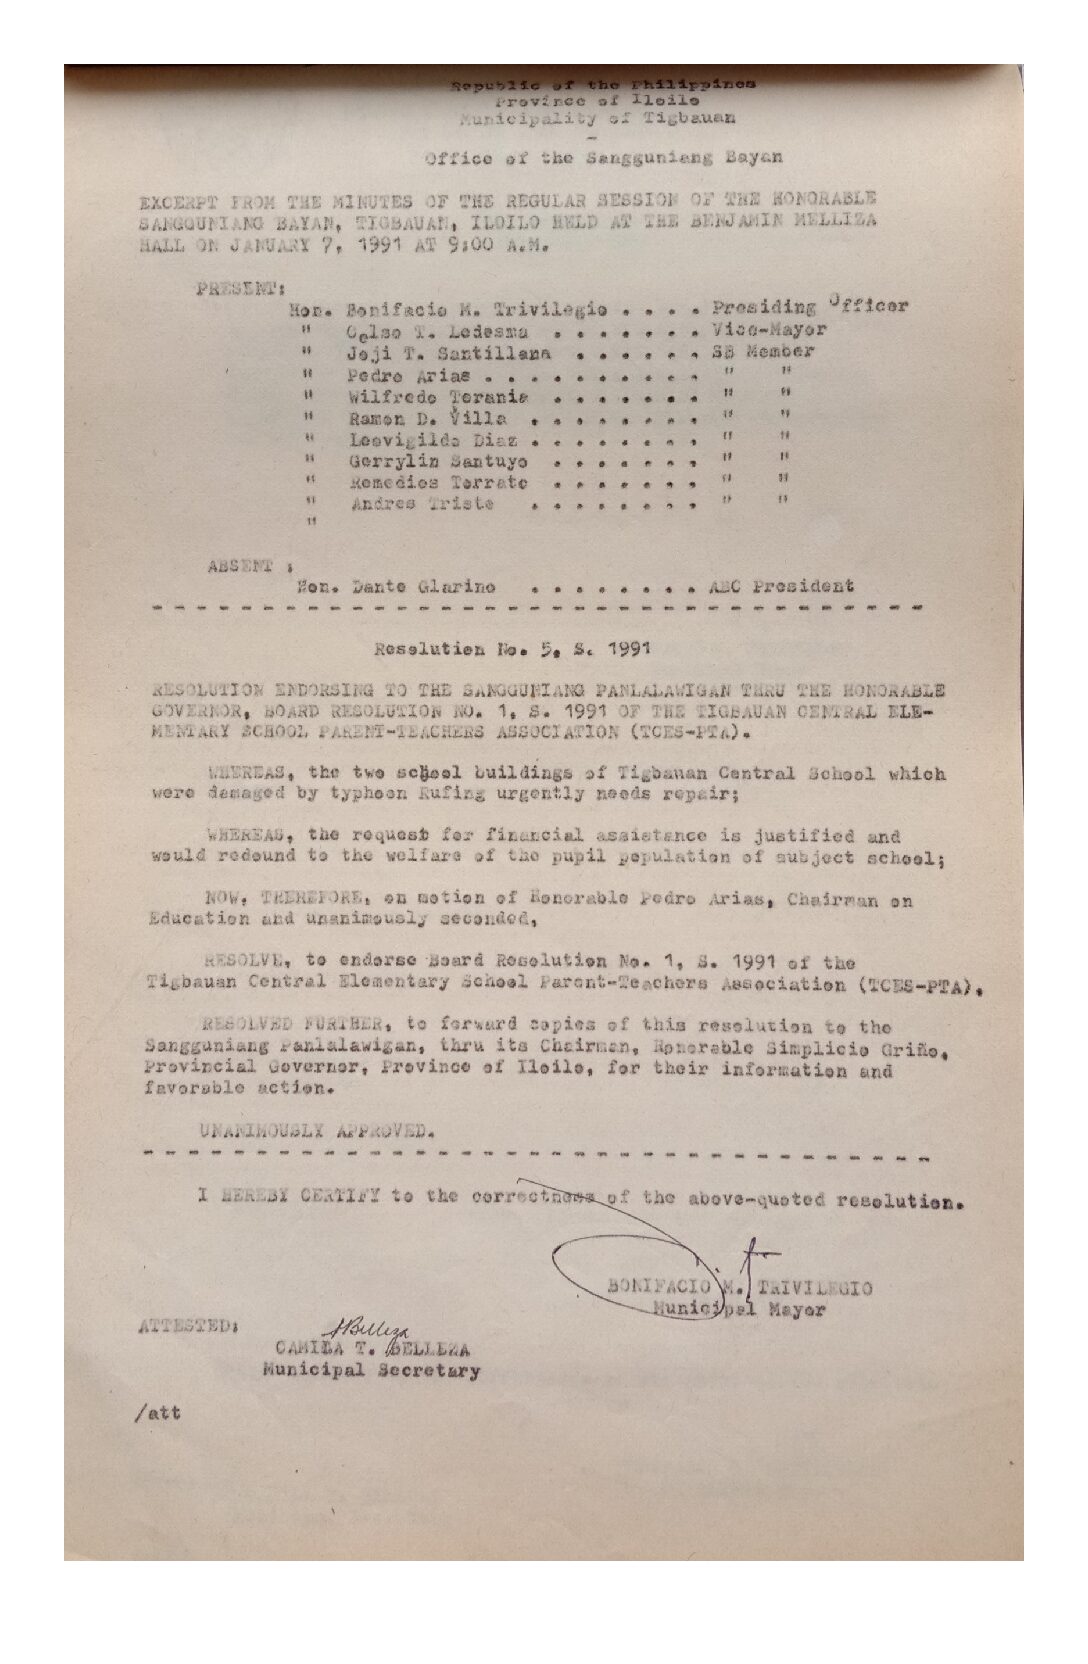 Republic of the Philippines
Province of Iloilo
Municipality of Tigbauan
-
Office of the Sangguniang Bayan
EXCERPT FROM THE MINUTES OF THE REGULAR SESSION OF THE HONORABLE
SANGGUNIANG BAYAN, TIGBAUAN, ILOILO HELD AT THE BENJAMIN MELLIZA
HALL ON JANUARY 7, 1991 AT 9:00 A.M.
PRESENT:
Hon. Bonifacio M. Trivilegio . . . . Presiding Officer
" Celso T. Ledesma . . . . . . . Vice-Mayor
" Joji T. Santillana . . . . . . SB Member
" Pedro Arias . . . . . . . . . . " "
" Wilfredo Torania . . . . . . . " "
" Ramon D. Villa . . . . . . . . " "
" Leovigildo Diaz . . . . . . . . " "
" Gerrylin Santuyo . . . . . . . " "
" Remedios Terrato . . . . . . . " "
" Andres Triste . . . . . . . . " "
"
ABSENT :
Hon. Dante Glarino . . . . . . . . ABC President
- - - - - - - - - - - - - - - - - - - - - - - - - - - - - - - - - - -
Resolution No. 5, S. 1991
RESOLUTION ENDORSING TO THE SANGGUNIANG PANLALAWIGAN THRU THE HONORABLE
GOVERNOR, BOARD RESOLUTION NO. 1, S. 1991 OF THE TIGBAUAN CENTRAL ELE-
MENTARY SCHOOL PARENT-TEACHERS ASSOCIATION (TCES-PTA).
WHEREAS, the two school buildings of Tigbauan Central School which
were damaged by typhoon Rufing urgently needs repair;
WHEREAS, the request for financial assistance is justified and
would redound to the welfare of the pupil population of subject school;
NOW, THEREFORE, on motion of Honorable Pedro Arias, Chairman on
Education and unanimously seconded,
RESOLVE, to endorse Board Resolution No. 1, S. 1991 of the
Tigbauan Central Elementary School Parent-Teachers Association (TCES-PTA).
RESOLVED FURTHER, to forward copies of this resolution to the
Sangguniang Panlalawigan, thru its Chairman, Honorable Simplicio Griño,
Provincial Governor, Province of Iloilo, for their information and
favorable action.
UNANIMOUSLY APPROVED.
- - - - - - - - - - - - - - - - - - - - - - - - - - - - - - - - - - -
I HEREBY CERTIFY to the correctness of the above-quoted resolution.
BONIFACIO M. TRIVILEGIO
Municipal Mayor
ATTESTED:
CAMILA T. BELLEZA
Municipal Secretary
/att